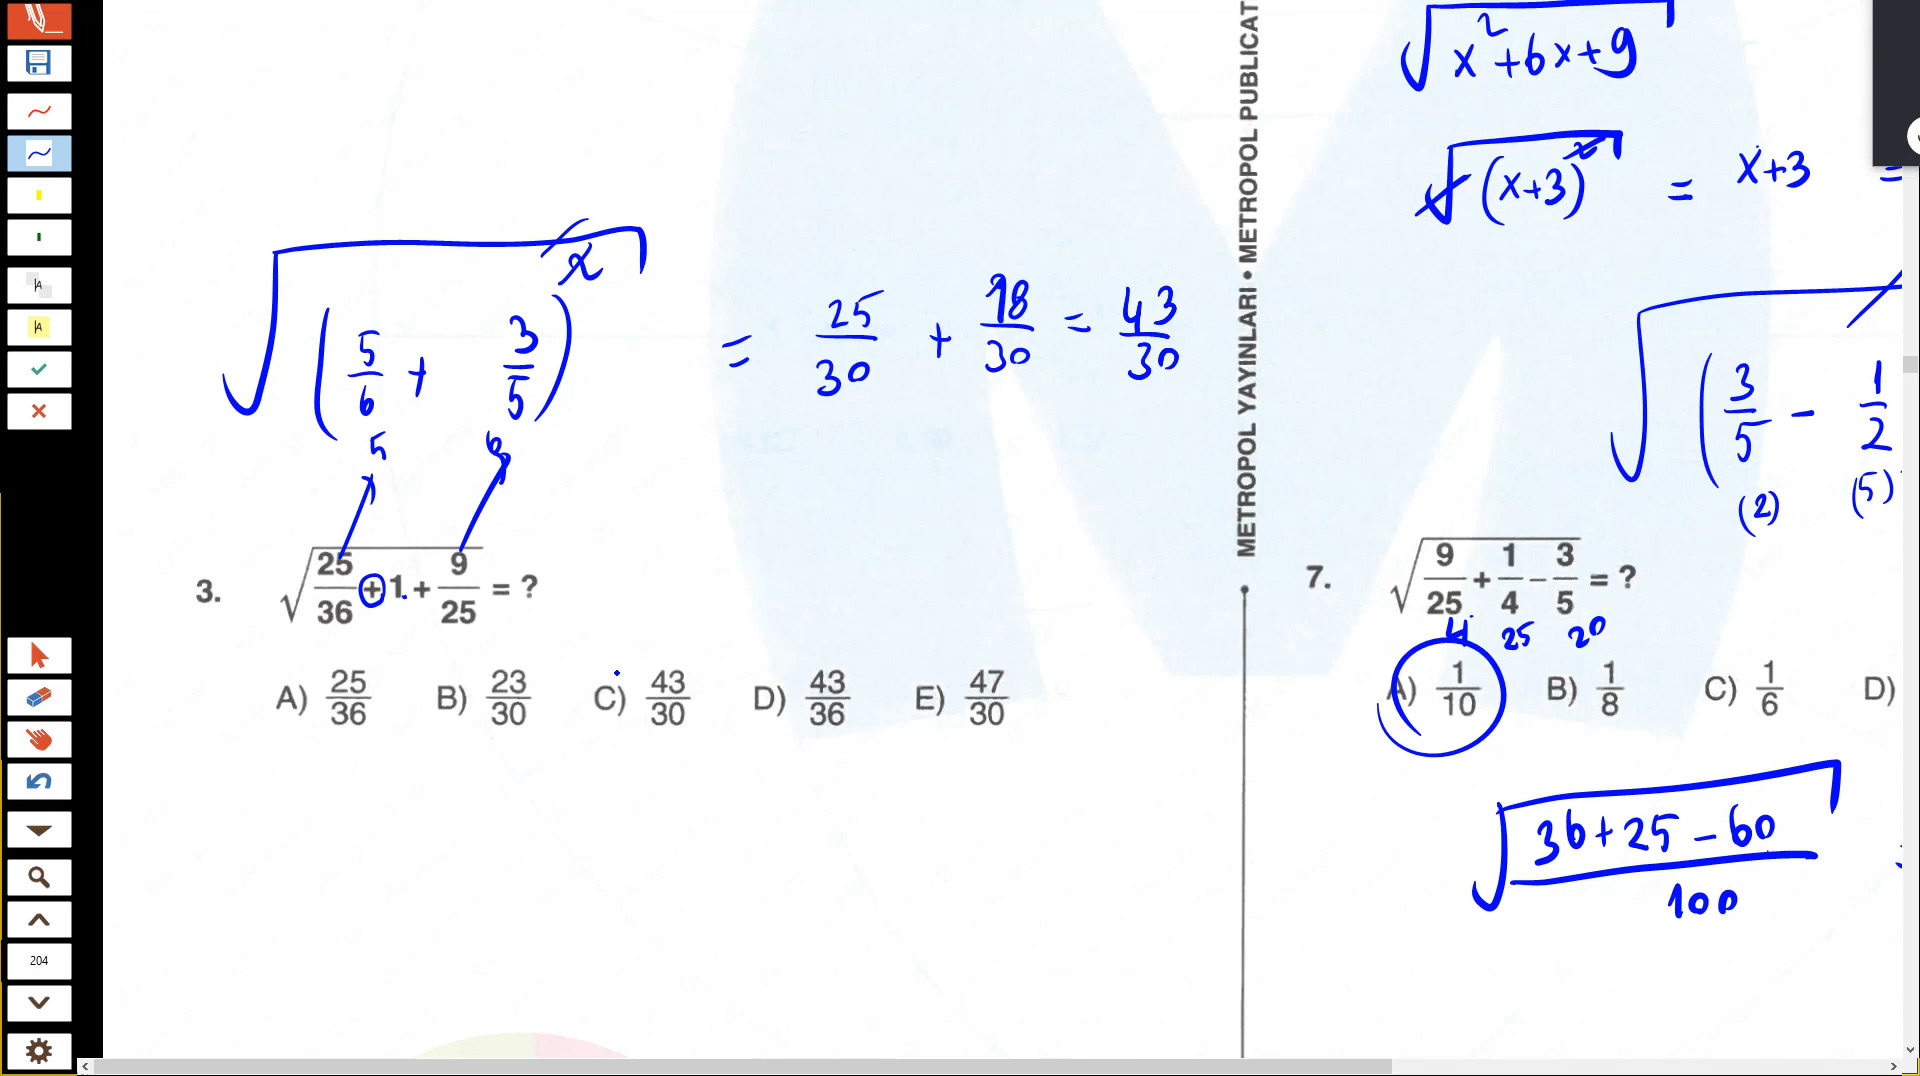 √(x²+6x+9)
√(x+3)² = x+3 =
√(5/6 + 3/5)² = 25/30 + 18/30 = 43/30
5 6
√(3/5 - 1/2
(2) (5)
3. √(25/36 + 1 + 9/25) = ?
A) 25/36 B) 23/30 C) 43/30 D) 43/36 E) 47/30
METROPOL YAYINLARI • METROPOL PUBLICAT
7. √(9/25 + 1/4 - 3/5) = ?
4 25 20
A) 1/10 B) 1/8 C) 1/6 D)
√((36+25-60)/100)
204